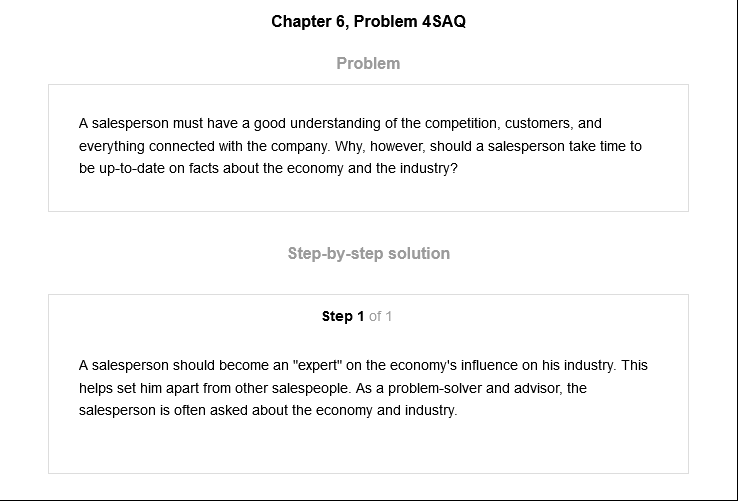 Chapter 6, Problem 4SAQ
Problem
A salesperson must have a good understanding of the competition, customers, and
everything connected with the company. Why, however, should a salesperson take time to
be up-to-date on facts about the economy and the industry?
Step-by-step solution
Step 1 of 1
A salesperson should become an "expert" on the economy's influence on his industry. This
helps set him apart from other salespeople. As a problem-solver and advisor, the
salesperson is often asked about the economy and industry.